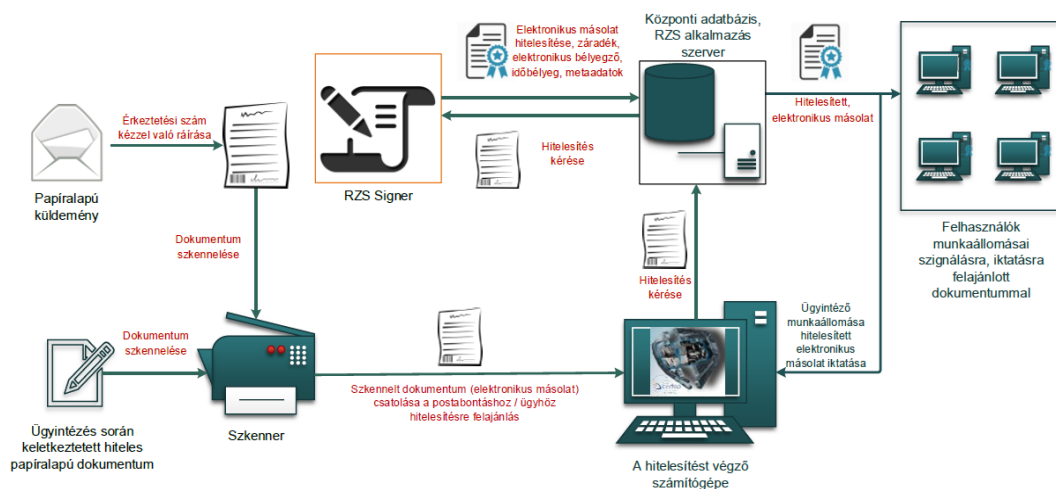 Elektronikus másolat
hitelesítése, záradék,
elektronikus bélyegző,
időbélyeg, metaadatok
Központi adatbázis,
RZS alkalmazás
szerver
Hitelesített,
elektronikus másolat
Érkeztetési szám
kézzel való ráírása
Hitelesítés
kérése
Papíralapú
küldemény
RZS Signer
Felhasználók
munkaállomásai
szignálásra, iktatásra
felajánlott
dokumentummal
Dokumentum
szkennelése
Hitelesítés
kérése
Ügyintéző
munkaállomása
hitelesített
elektronikus
másolat iktatása
Dokumentum
szkennelése
Szkennelt dokumentum (elektronikus másolat)
csatolása a postabontáshoz / ügyhöz
hitelesítésre felajánlás
Szkenner
Ügyintézés során
keletkeztetett hiteles
papíralapú dokumentum
A hitelesítést végző
számítógépe